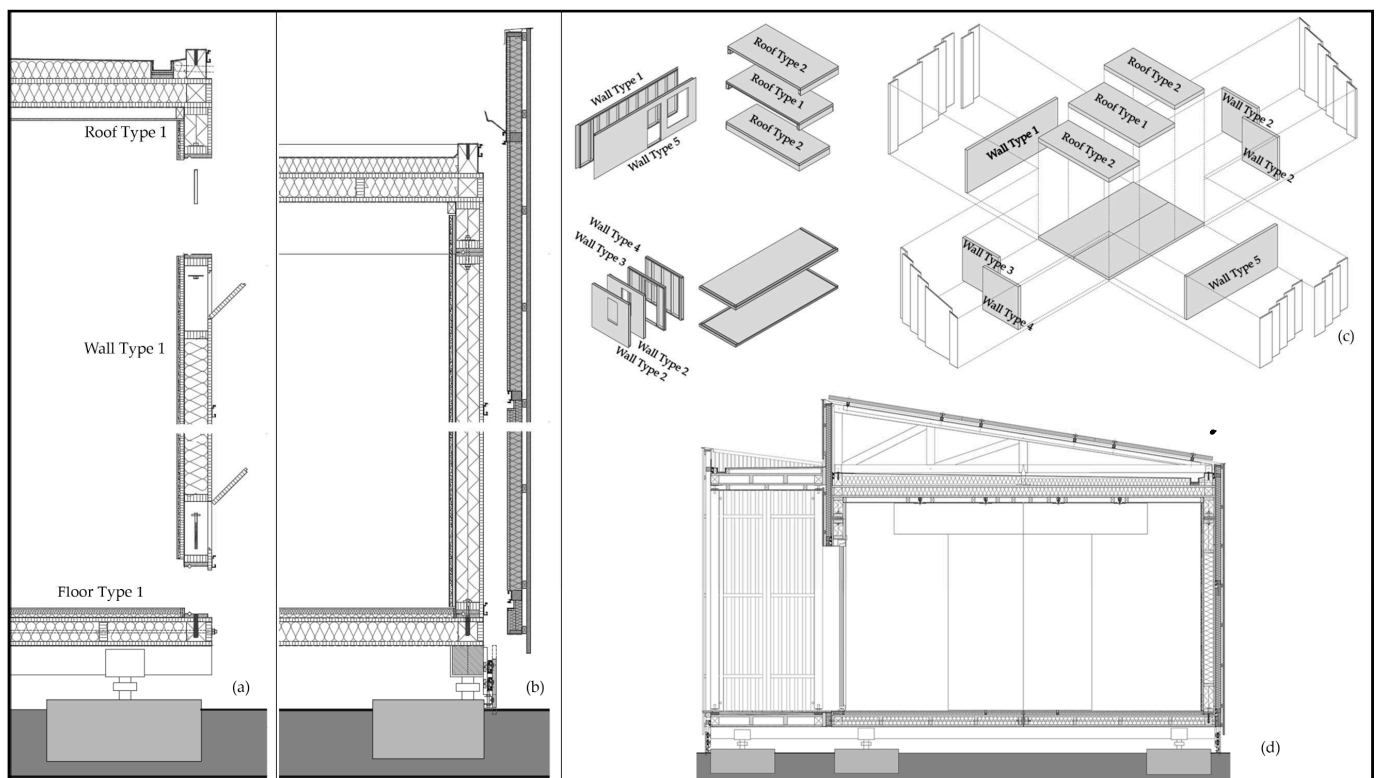 Roof Type 1
Wall Type 1
Floor Type 1
(a)
(b)
Wall Type 1
Wall Type 5
Roof Type 2
Roof Type 1
Roof Type 2
Wall Type 4
Wall Type 3
Wall Type 2
Wall Type 2
Roof Type 2
Roof Type 1
Roof Type 2
Wall Type 1
Wall Type 2
Wall Type 2
Wall Type 3
Wall Type 4
Wall Type 5
(c)
(d)